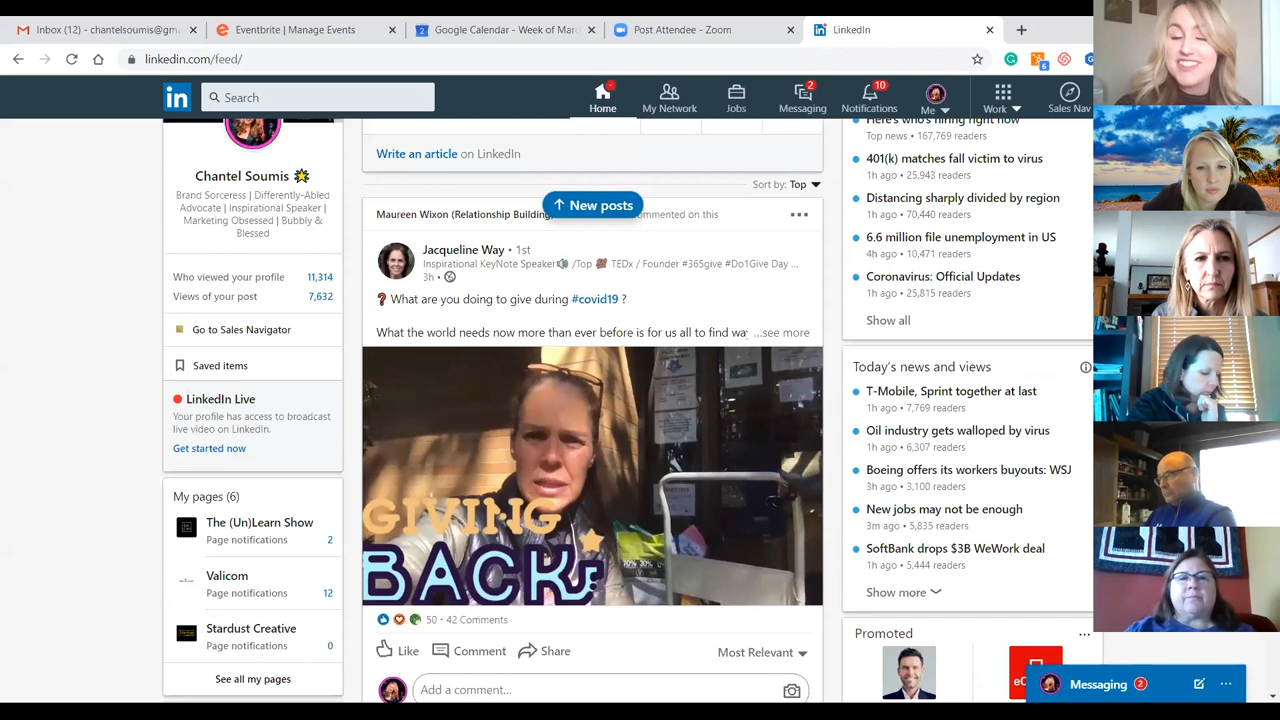 Inbox (12) - chantelsoumis@gm
Eventbrite | Manage Events
Google Calendar - Week of Marc
Post Attendee - Zoom
LinkedIn
linkedin.com/feed/
6
in
Search
Home
My Network
Jobs
2
Messaging
10
Notifications
Me
Work
Sales Nav
Chantel Soumis
Brand Sorceress | Differently-Abled
Advocate | Inspirational Speaker |
Marketing Obsessed | Bubbly &
Blessed
Who viewed your profile 11,314
Views of your post 7,632
Go to Sales Navigator
Saved items
LinkedIn Live
Your profile has access to broadcast
live video on LinkedIn.
Get started now
My pages (6)
The (Un)Learn Show
Page notifications 2
Valicom
Page notifications 12
Stardust Creative
Page notifications 0
See all my pages
Write an article on LinkedIn
Sort by: Top
New posts
Maureen Wixon (Relationship Building
commented on this
Jacqueline Way • 1st
Inspirational KeyNote Speaker /Top TEDx / Founder #365give #Do1Give Day ...
3h •
What are you doing to give during #covid19 ?
What the world needs now more than ever before is for us all to find wa ...see more
GIVING
BACK
50 · 42 Comments
Like
Comment
Share
Most Relevant
Add a comment...
Here's who's hiring right now
Top news • 167,769 readers
401(k) matches fall victim to virus
1h ago • 25,943 readers
Distancing sharply divided by region
1h ago • 70,440 readers
6.6 million file unemployment in US
4h ago • 10,471 readers
Coronavirus: Official Updates
1h ago • 25,815 readers
Show all
Today's news and views
T-Mobile, Sprint together at last
1h ago • 7,769 readers
Oil industry gets walloped by virus
1h ago • 6,307 readers
Boeing offers its workers buyouts: WSJ
3h ago • 3,100 readers
New jobs may not be enough
3m ago • 5,835 readers
SoftBank drops $3B WeWork deal
1h ago • 5,444 readers
Show more
Promoted
Messaging 2